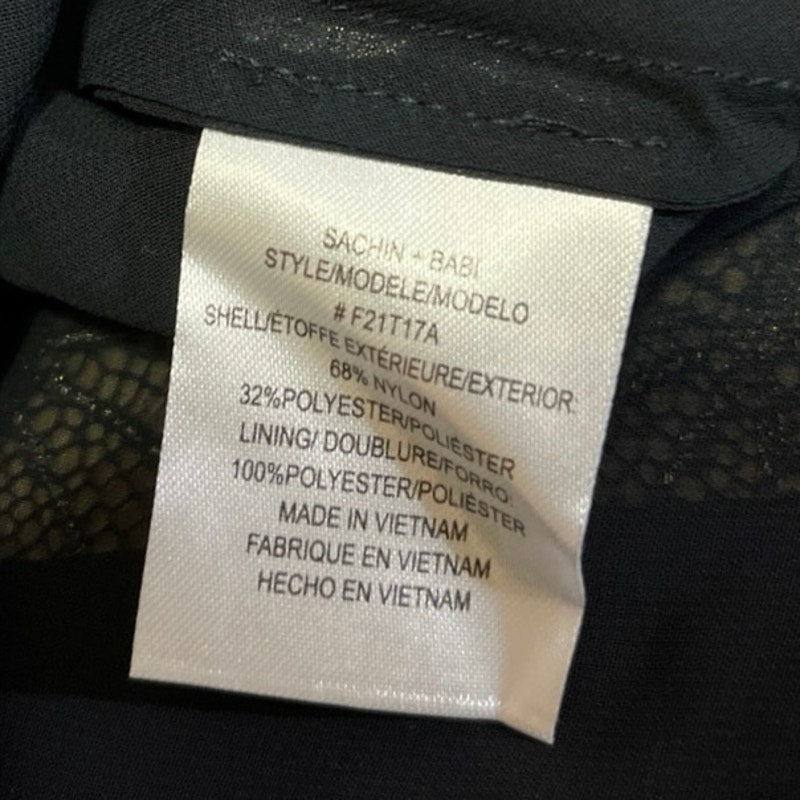 SACHIN + BABI
STYLE/MODELE/MODELO
# F21T17A
SHELL/ÉTOFFE EXTÉRIEURE/EXTERIOR:
68% NYLON
32%POLYESTER/POLIÉSTER
LINING/ DOUBLURE/FORRO:
100%POLYESTER/POLIÉSTER
MADE IN VIETNAM
FABRIQUE EN VIETNAM
HECHO EN VIETNAM